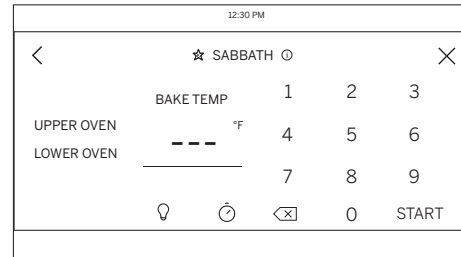 12:30 PM
SABBATH
BAKE TEMP
1 2 3
UPPER OVEN
LOWER OVEN
--- °F
4 5 6
7 8 9
0 START